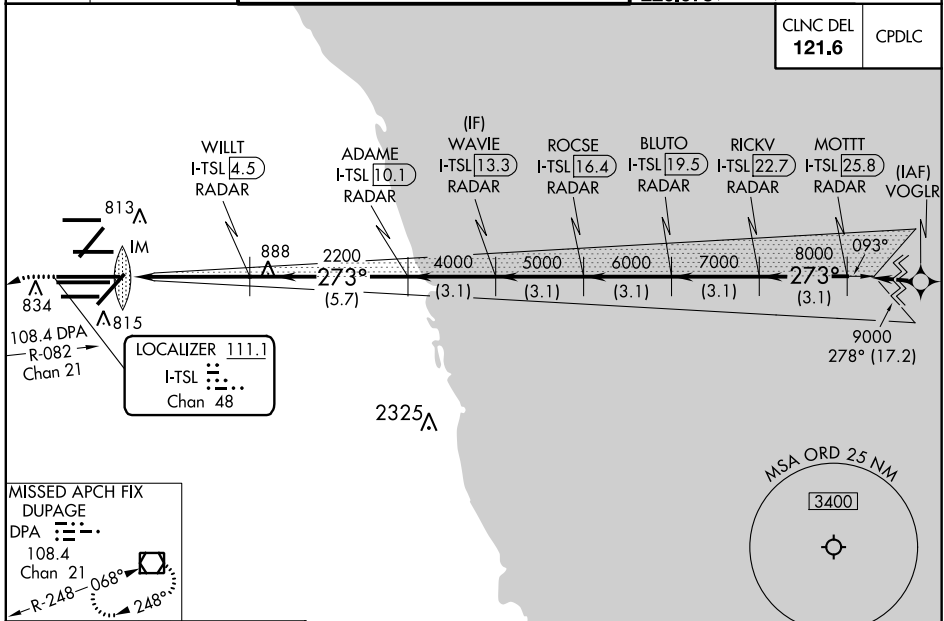 CLNC DEL
121.6
CPDLC
(IF)
WAVIE
I-TSL 13.3
RADAR
WILLT
I-TSL 4.5
RADAR
ADAME
I-TSL 10.1
RADAR
ROCSE
I-TSL 16.4
RADAR
BLUTO
I-TSL 19.5
RADAR
RICKV
I-TSL 22.7
RADAR
MOTTT
I-TSL 25.8
RADAR
(IAF)
VOGLR
813
IM
888
2200
4000
5000
6000
7000
8000
093°
273°
273°
(5.7)
(3.1)
(3.1)
(3.1)
(3.1)
(3.1)
834
815
9000
278° (17.2)
108.4 DPA
R-082
Chan 21
LOCALIZER 111.1
I-TSL
Chan 48
2325
MSA ORD 25 NM
3400
MISSED APCH FIX
DUPAGE
DPA
108.4
Chan 21
R-248
068°
248°